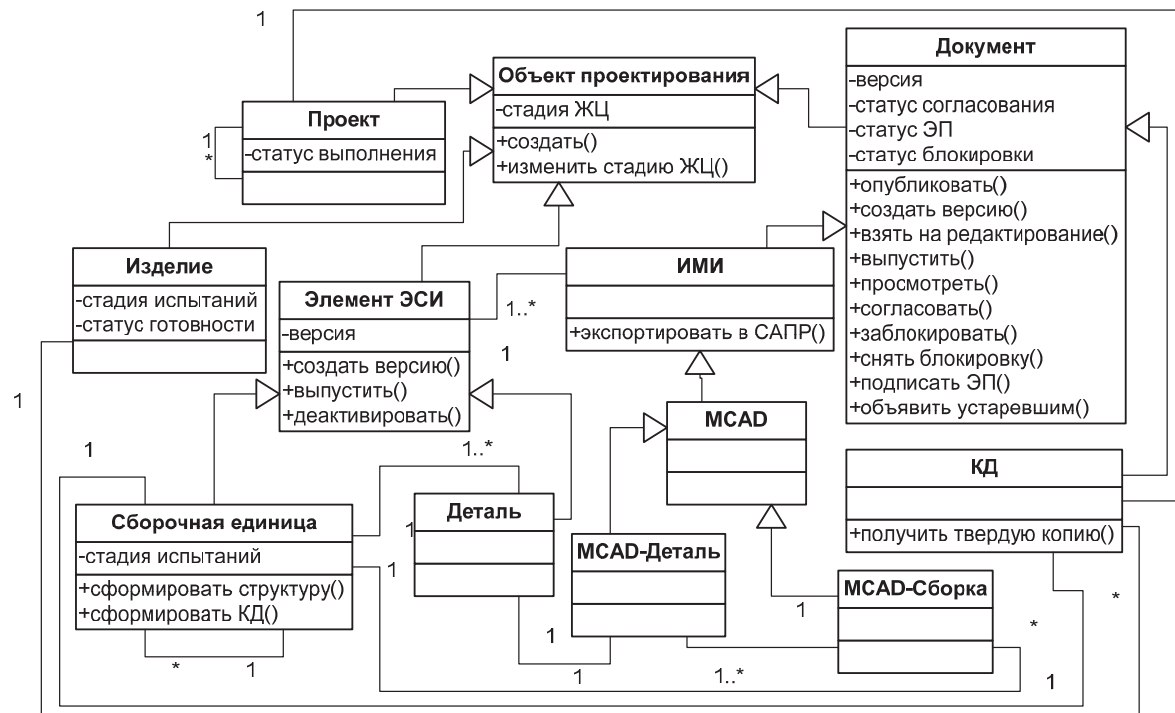 1
Документ
-версия
-статус согласования
-статус ЭП
-статус блокировки
+опубликовать()
+создать версию()
+взять на редактирование()
+выпустить()
+просмотреть()
+согласовать()
+заблокировать()
+снять блокировку()
+подписать ЭП()
+объявить устаревшим()
Объект проектирования
-стадия ЖЦ
+создать()
+изменить стадию ЖЦ()
Проект
-статус выполнения
1
*
Изделие
-стадия испытаний
-статус готовности
Элемент ЭСИ
-версия
+создать версию()
+выпустить()
+деактивировать()
1..*
1
ИМИ
+экспортировать в САПР()
MCAD
1
1
1..*
КД
+получить твердую копию()
Сборочная единица
-стадия испытаний
+сформировать структуру()
+сформировать КД()
Деталь
1
1
MCAD-Деталь
MCAD-Сборка
1
*
*
1
1
1..*
1
*
1